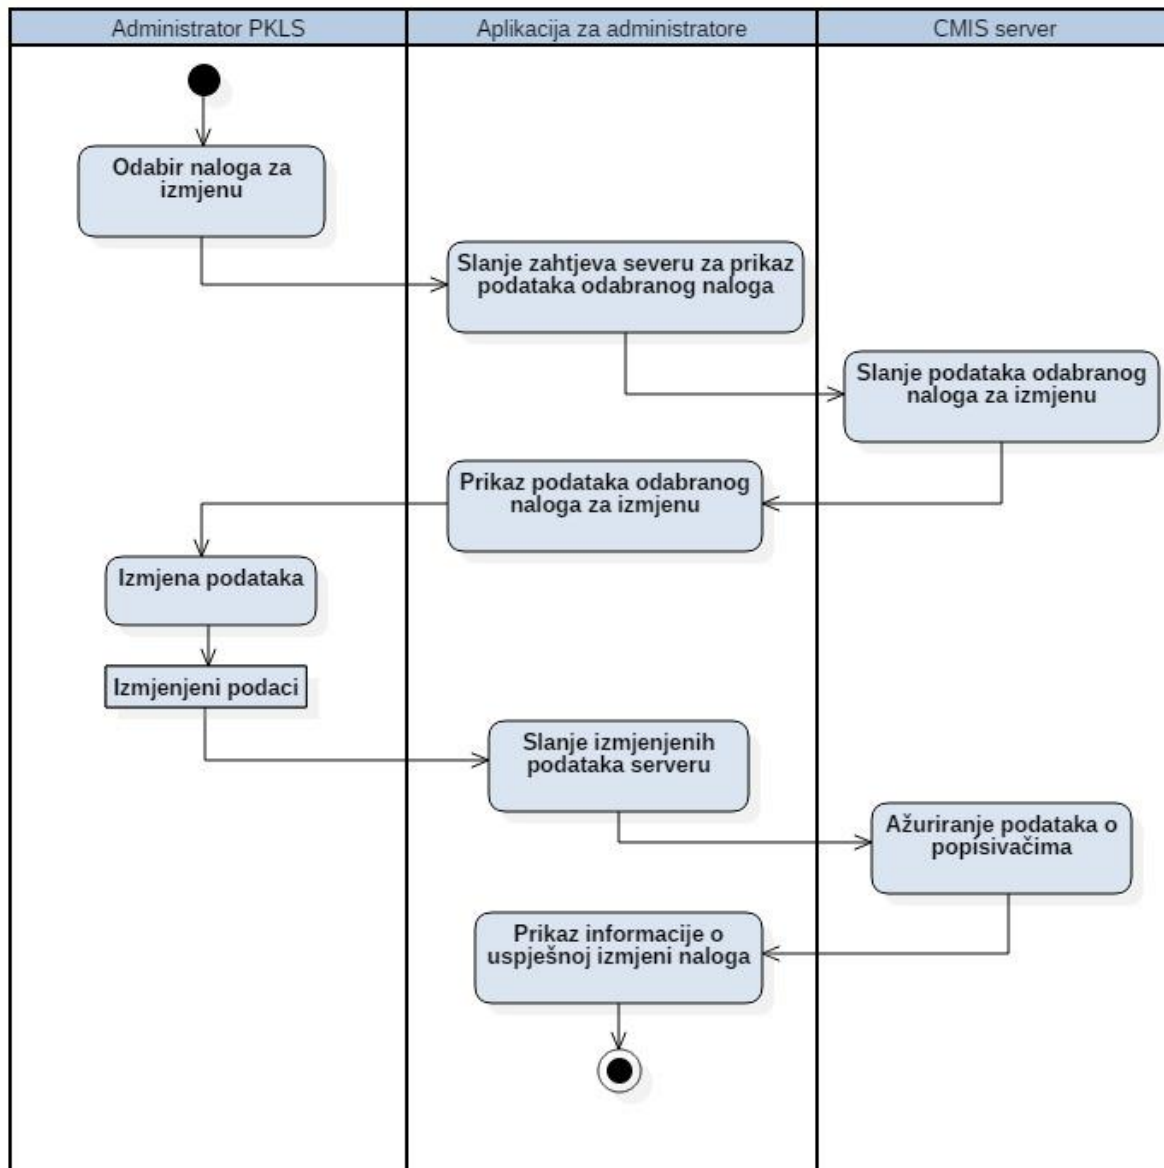 Administrator PKLS
Aplikacija za administratore
CMIS server
Odabir naloga za
izmjenu
Slanje zahtjeva severu za prikaz
podataka odabranog naloga
Slanje podataka odabranog
naloga za izmjenu
Prikaz podataka odabranog
naloga za izmjenu
Izmjena podataka
Izmjenjeni podaci
Slanje izmjenjenih
podataka serveru
Ažuriranje podataka o
popisivačima
Prikaz informacije o
uspješnoj izmjeni naloga